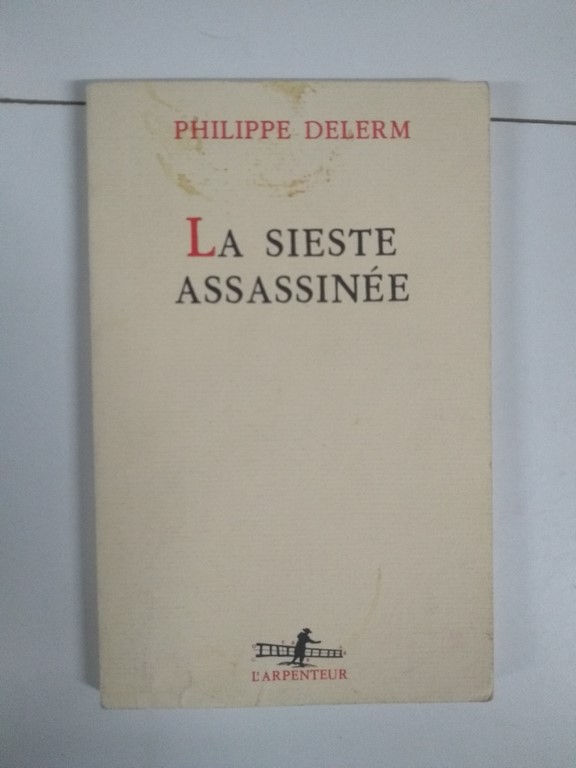 PHILIPPE DELERM
LA SIESTE
ASSASSINÉE
L'ARPENTEUR